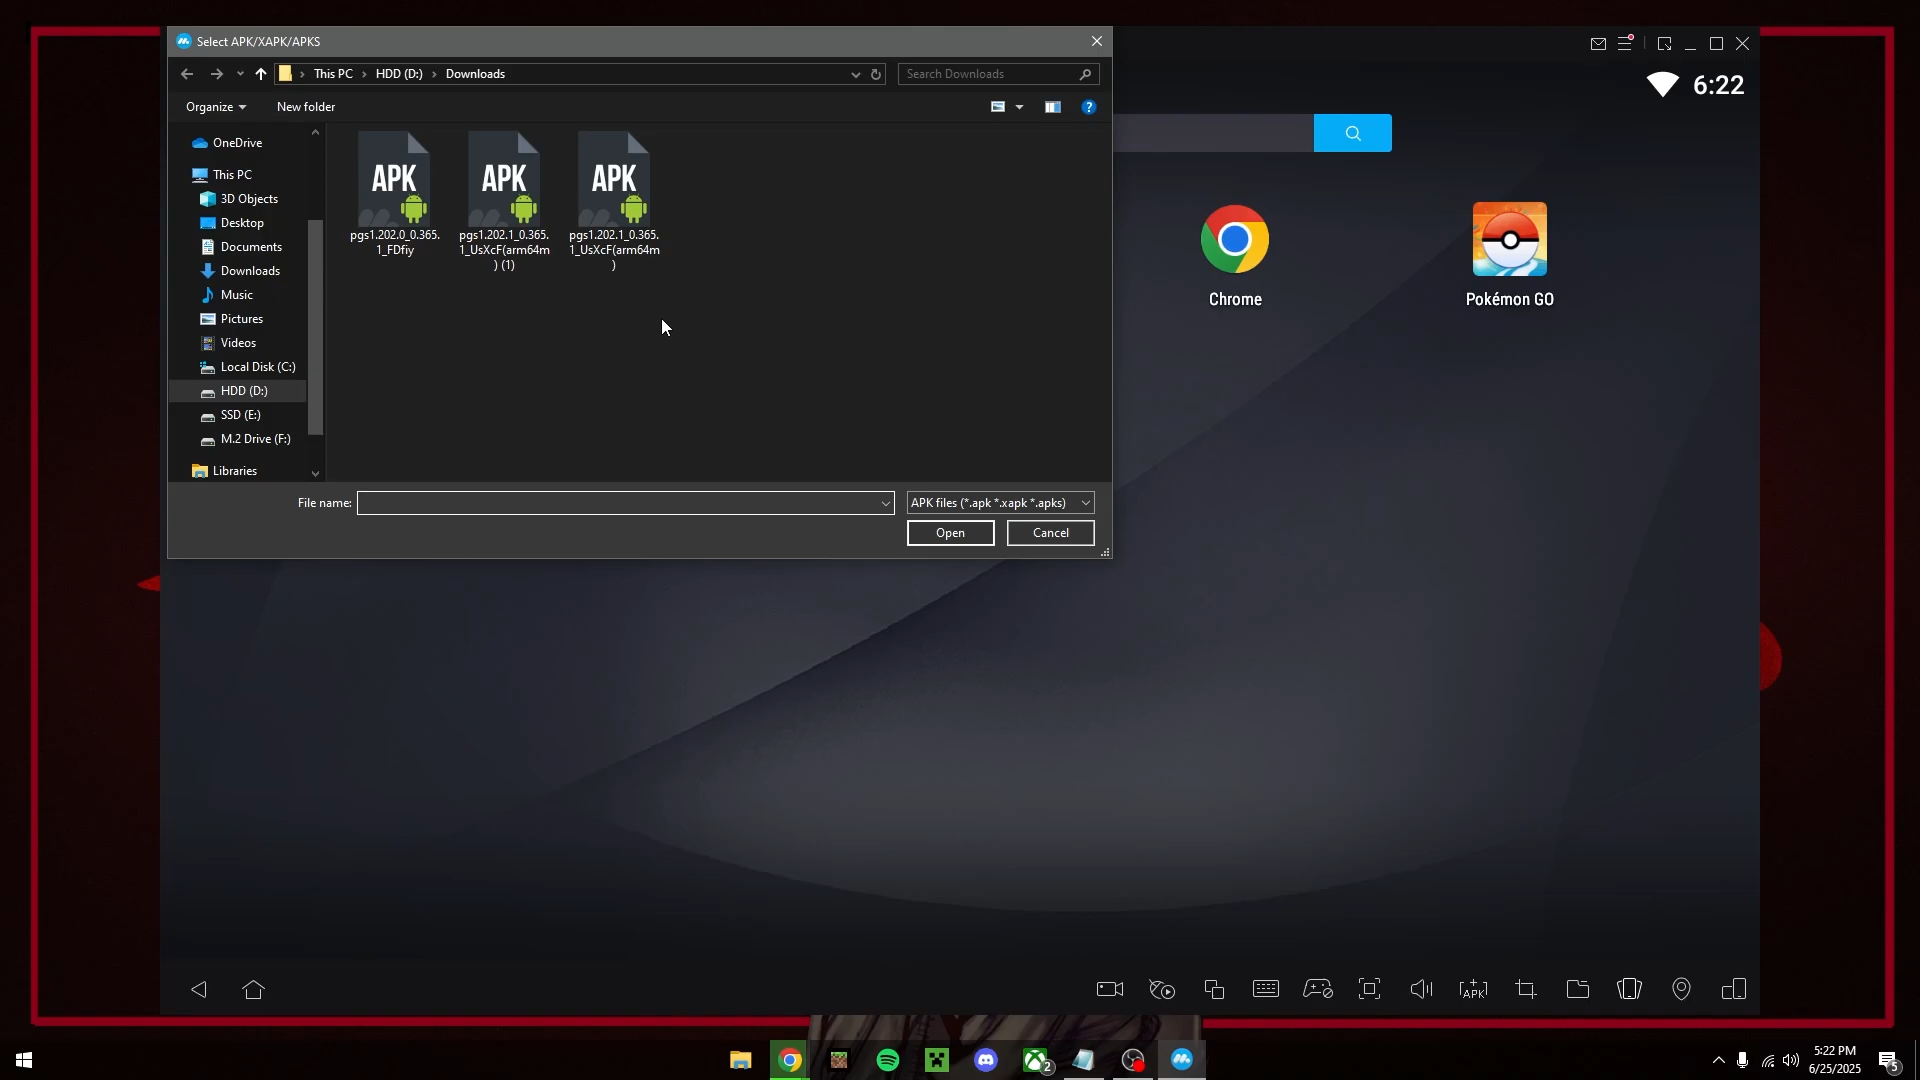 Select APK/XAPK/APKS
This PC
HDD (D:)
Downloads
Search Downloads
6:22
Organize
New folder
OneDrive
This PC
3D Objects
Desktop
Documents
Downloads
Music
Pictures
Videos
Local Disk (C:)
HDD (D:)
SSD (E:)
M.2 Drive (F:)
Libraries
APK
APK
APK
pgs1.202.0_0.365.
1_FDfiy
pgs1.202.1_0.365.
1_UsXcF(arm64m
) (1)
pgs1.202.1_0.365.
1_UsXcF(arm64m
)
Chrome
Pokémon GO
File name:
APK files (*.apk *.xapk *.apks)
Open
Cancel
APK
2
5:22 PM
6/25/2025
5